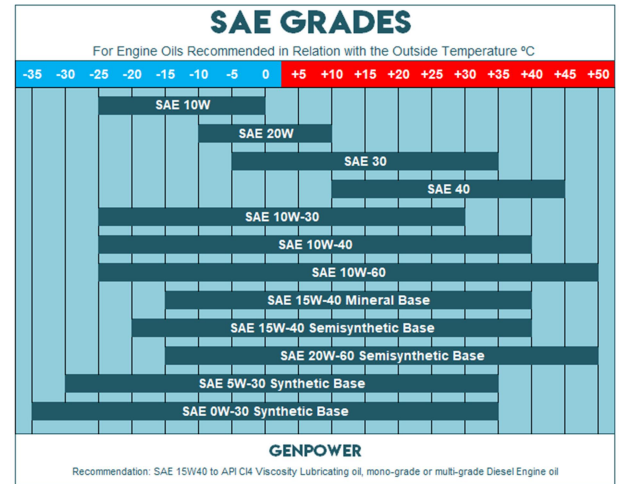 SAE GRADES
For Engine Oils Recommended in Relation with the Outside Temperature ºC
-35 -30 -25 -20 -15 -10 -5 0 +5 +10 +15 +20 +25 +30 +35 +40 +45 +50
SAE 10W
SAE 20W
SAE 30
SAE 40
SAE 10W-30
SAE 10W-40
SAE 10W-60
SAE 15W-40 Mineral Base
SAE 15W-40 Semisynthetic Base
SAE 20W-60 Semisynthetic Base
SAE 5W-30 Synthetic Base
SAE 0W-30 Synthetic Base
GENPOWER
Recommendation: SAE 15W40 to API CI4 Viscosity Lubricating oil, mono-grade or multi-grade Diesel Engine oil